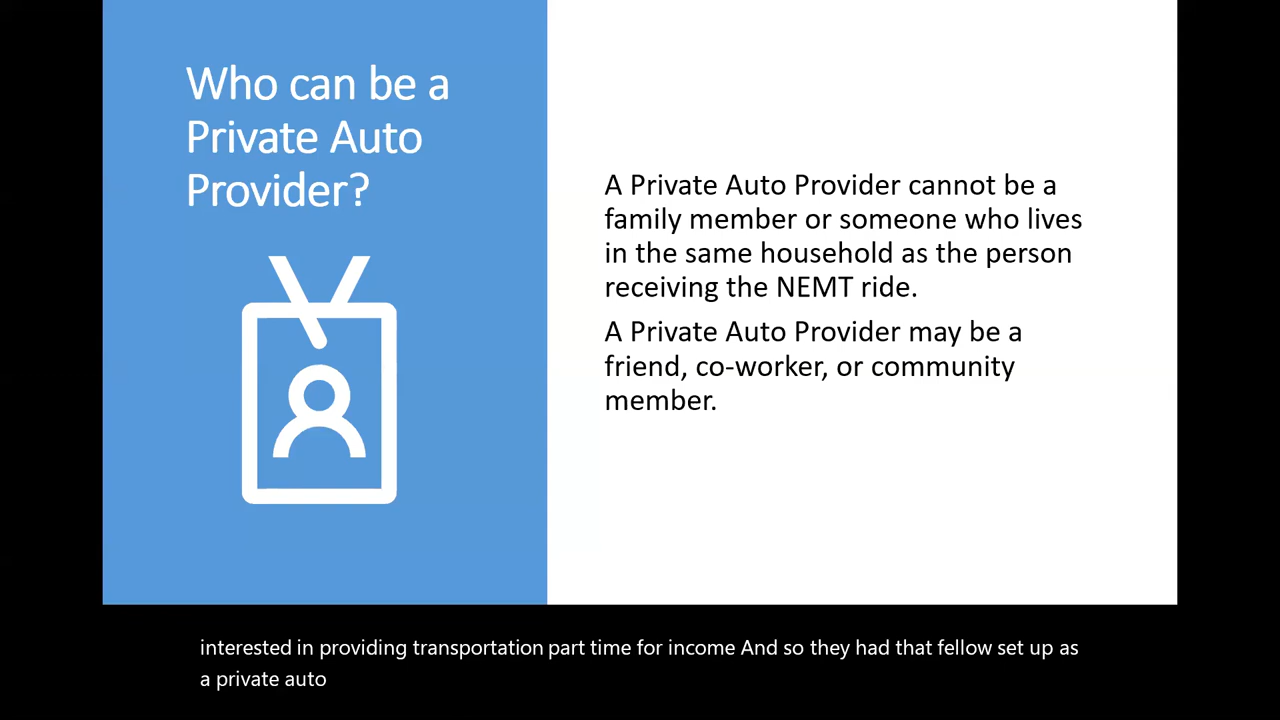 Who can be a
Private Auto
Provider?
A Private Auto Provider cannot be a
family member or someone who lives
in the same household as the person
receiving the NEMT ride.
A Private Auto Provider may be a
friend, co-worker, or community
member.
interested in providing transportation part time for income And so they had that fellow set up as
a private auto